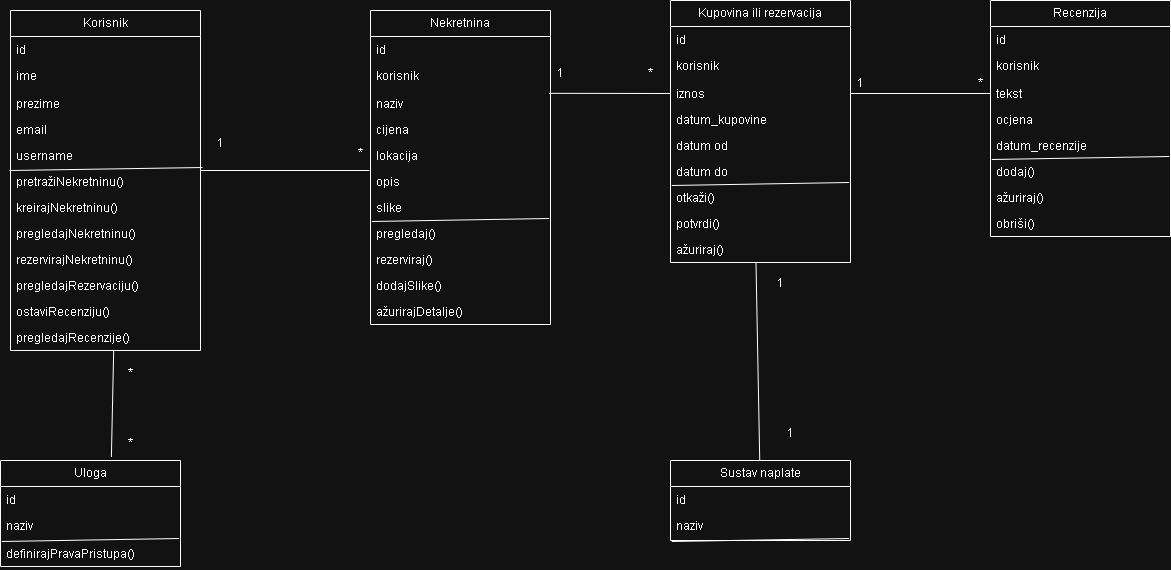 Korisnik
id
ime
prezime
email
username
pretražiNekretninu()
kreirajNekretninu()
pregledajNekretninu()
rezervirajNekretninu()
pregledajRezervaciju()
ostaviRecenziju()
pregledajRecenzije()
1
*
Nekretnina
id
korisnik
naziv
cijena
lokacija
opis
slike
pregledaj()
rezerviraj()
dodajSlike()
ažurirajDetalje()
1
*
Kupovina ili rezervacija
id
korisnik
iznos
datum_kupovine
datum od
datum do
otkaži()
potvrdi()
ažuriraj()
1
*
Recenzija
id
korisnik
tekst
ocjena
datum_recenzije
dodaj()
ažuriraj()
obriši()
*
*
Uloga
id
naziv
definirajPravaPristupa()
1
1
Sustav naplate
id
naziv